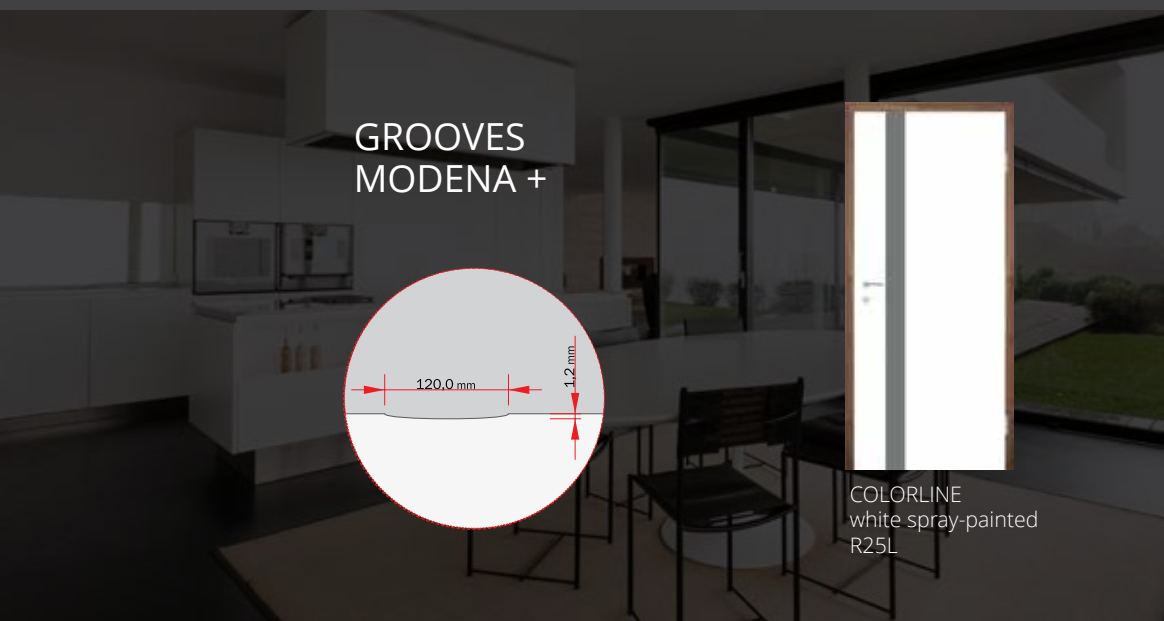 GROOVES
MODENA +
120,0 mm
1,2 mm
COLORLINE
white spray-painted
R25L